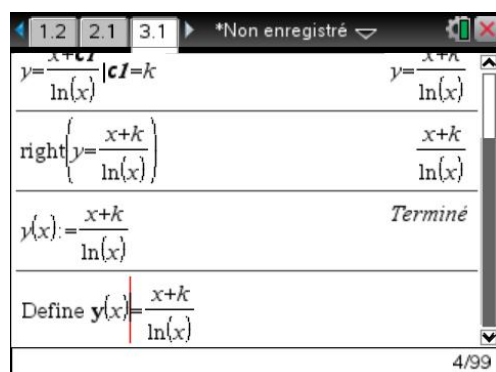 1.2 2.1 3.1 *Non enregistré
y=x+c1/ln(x)|c1=k y=x+k/ln(x)
right(y=x+k/ln(x)) x+k/ln(x)
y(x):=x+k/ln(x) Terminé
Define y(x)=x+k/ln(x)
4/99